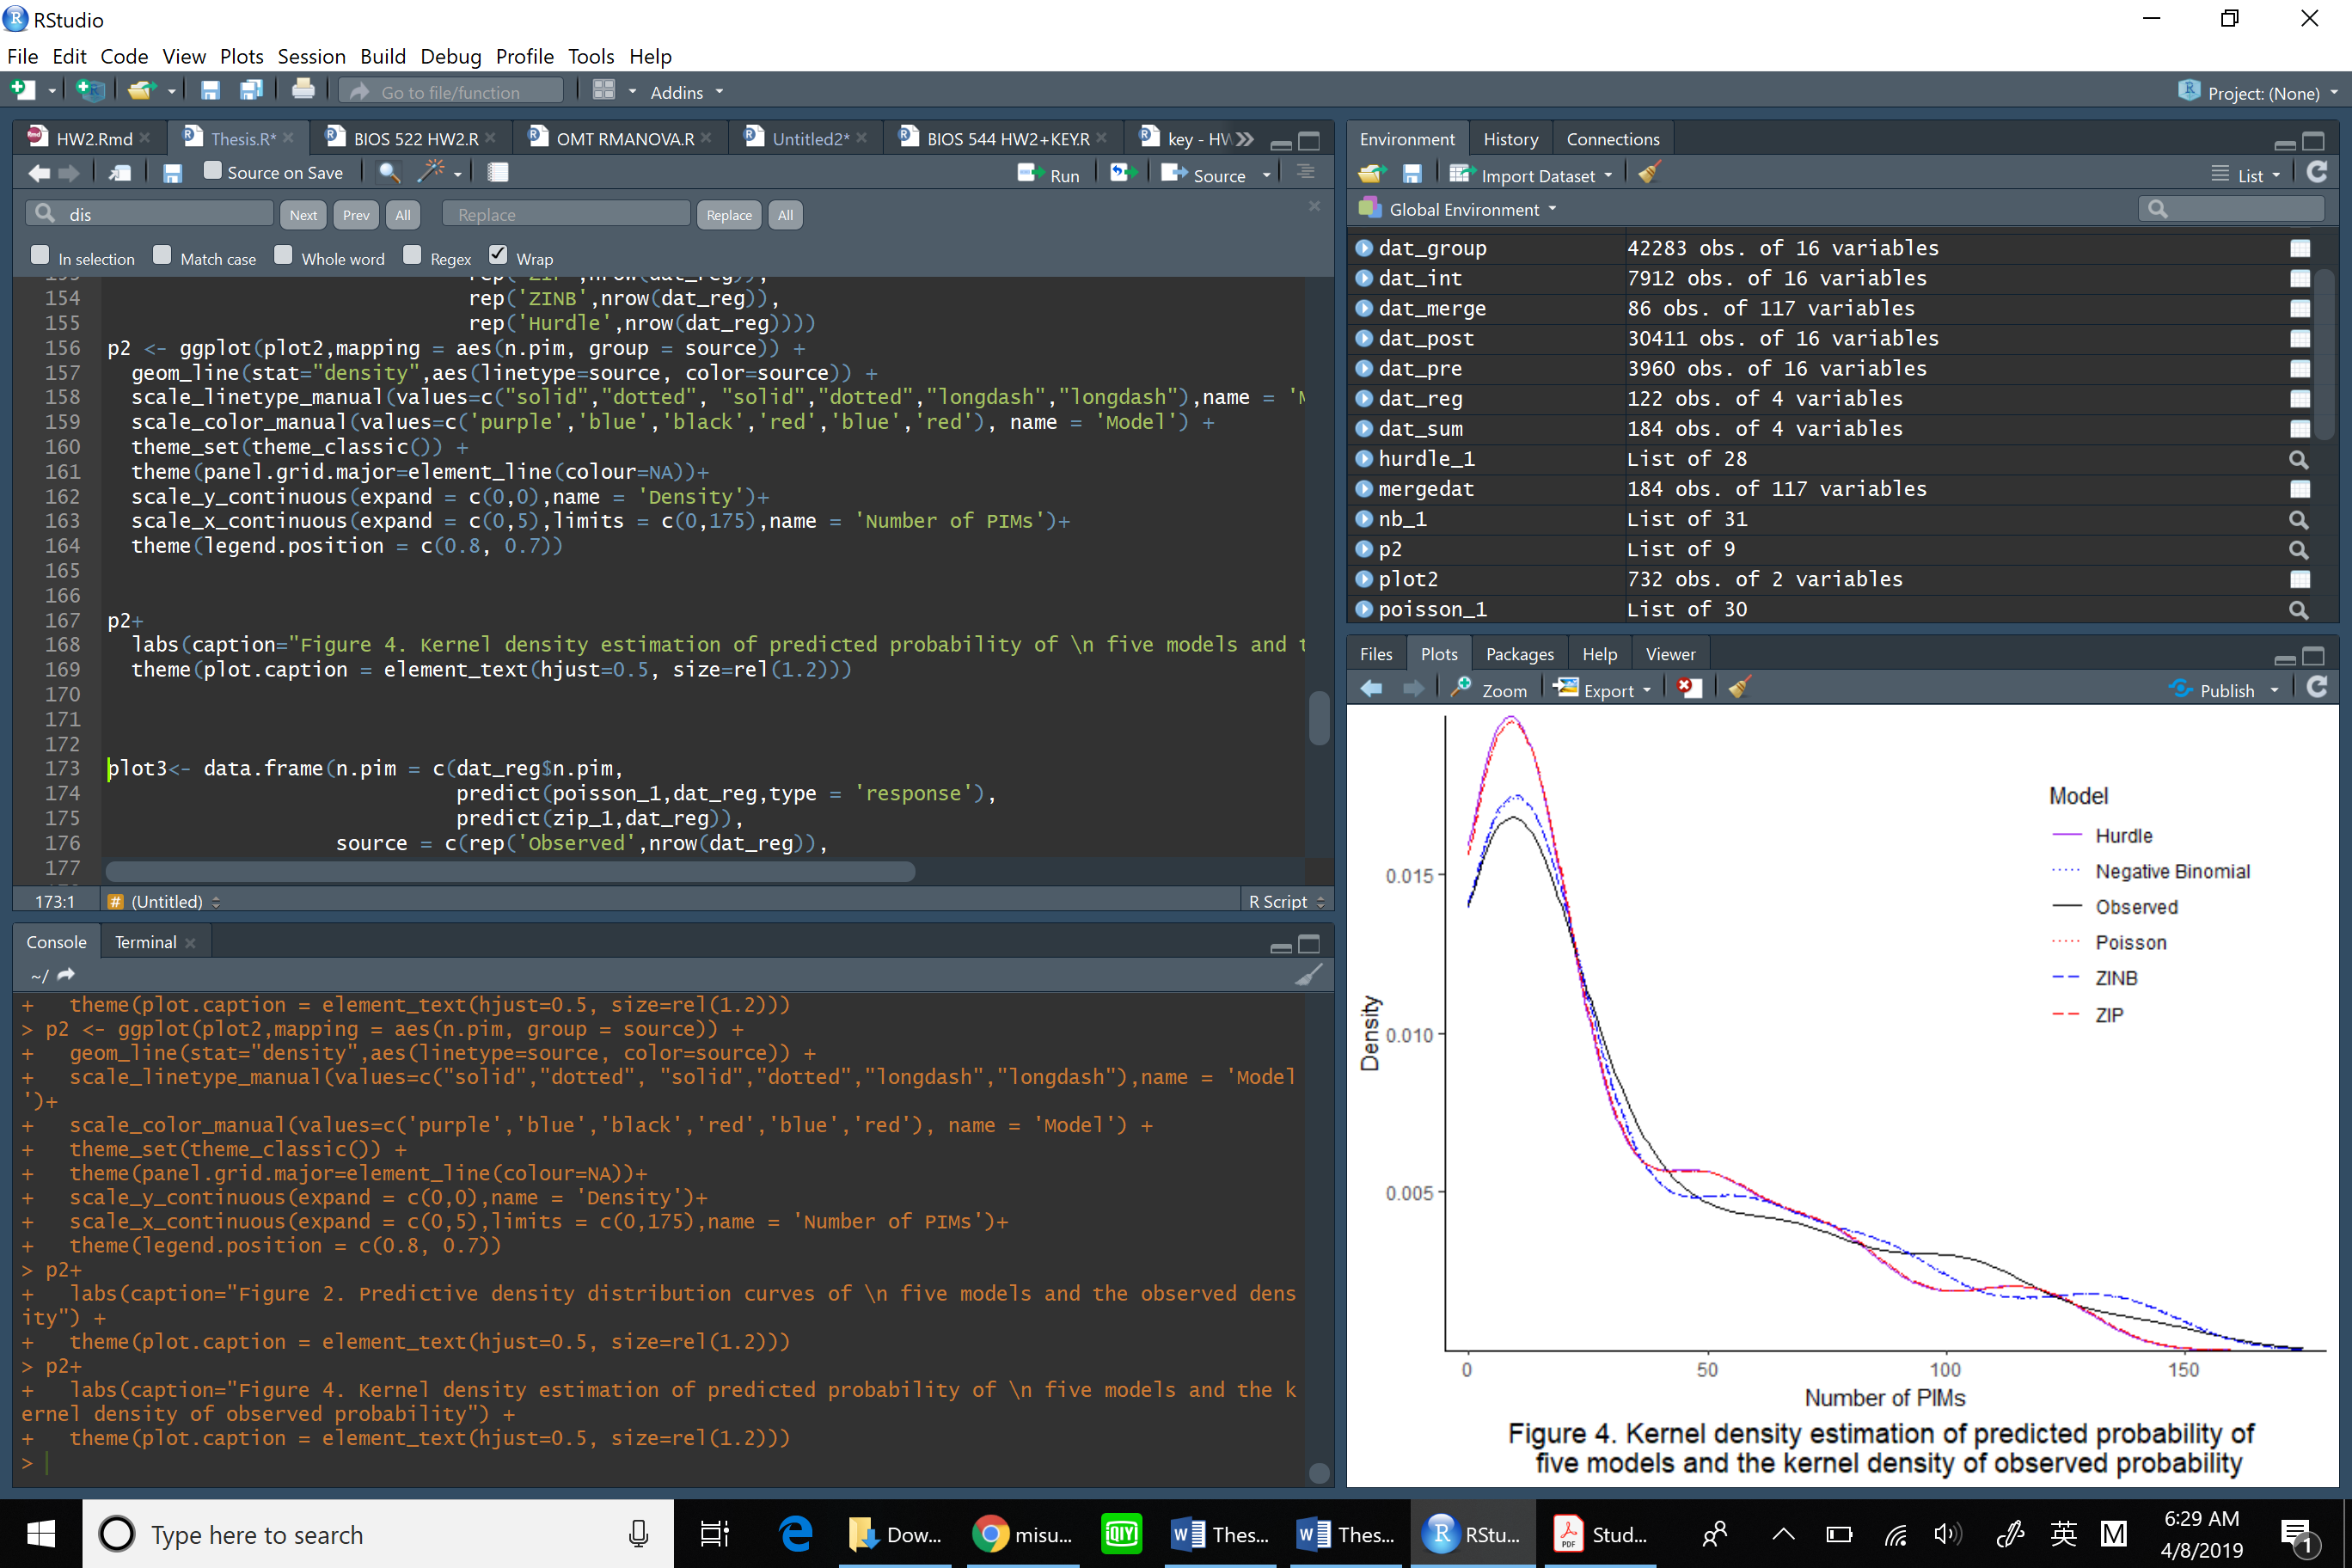 RStudio
File Edit Code View Plots Session Build Debug Profile Tools Help
Go to file/function Addins Project: (None)
HW2.Rmd Thesis.R* BIOS 522 HW2.R OMT RMANOVA.R Untitled2* BIOS 544 HW2+KEY.R key - HW
Source on Save Run Source
dis Next Prev All Replace Replace All
In selection Match case Whole word Regex Wrap
154 rep('ZINB',nrow(dat_reg)),
155 rep('Hurdle',nrow(dat_reg))))
156 p2 <- ggplot(plot2,mapping = aes(n.pim, group = source)) +
157 geom_line(stat="density",aes(linetype=source, color=source)) +
158 scale_linetype_manual(values=c("solid","dotted", "solid","dotted","longdash","longdash"),name = 'M
159 scale_color_manual(values=c('purple','blue','black','red','blue','red'), name = 'Model') +
160 theme_set(theme_classic()) +
161 theme(panel.grid.major=element_line(colour=NA))+
162 scale_y_continuous(expand = c(0,0),name = 'Density')+
163 scale_x_continuous(expand = c(0,5),limits = c(0,175),name = 'Number of PIMs')+
164 theme(legend.position = c(0.8, 0.7))
165
166
167 p2+
168 labs(caption="Figure 4. Kernel density estimation of predicted probability of \n five models and t
169 theme(plot.caption = element_text(hjust=0.5, size=rel(1.2)))
170
171
172
173 plot3<- data.frame(n.pim = c(dat_reg$n.pim,
174 predict(poisson_1,dat_reg,type = 'response'),
175 predict(zip_1,dat_reg)),
176 source = c(rep('Observed',nrow(dat_reg)),
177
173:1 # (Untitled) R Script
Console Terminal
~/
+ theme(plot.caption = element_text(hjust=0.5, size=rel(1.2)))
> p2 <- ggplot(plot2,mapping = aes(n.pim, group = source)) +
+ geom_line(stat="density",aes(linetype=source, color=source)) +
+ scale_linetype_manual(values=c("solid","dotted", "solid","dotted","longdash","longdash"),name = 'Model
')+
+ scale_color_manual(values=c('purple','blue','black','red','blue','red'), name = 'Model') +
+ theme_set(theme_classic()) +
+ theme(panel.grid.major=element_line(colour=NA))+
+ scale_y_continuous(expand = c(0,0),name = 'Density')+
+ scale_x_continuous(expand = c(0,5),limits = c(0,175),name = 'Number of PIMs')+
+ theme(legend.position = c(0.8, 0.7))
> p2+
+ labs(caption="Figure 2. Predictive density distribution curves of \n five models and the observed dens
ity") +
+ theme(plot.caption = element_text(hjust=0.5, size=rel(1.2)))
> p2+
+ labs(caption="Figure 4. Kernel density estimation of predicted probability of \n five models and the k
ernel density of observed probability") +
+ theme(plot.caption = element_text(hjust=0.5, size=rel(1.2)))
>
Environment History Connections
Import Dataset List
Global Environment
dat_group 42283 obs. of 16 variables
dat_int 7912 obs. of 16 variables
dat_merge 86 obs. of 117 variables
dat_post 30411 obs. of 16 variables
dat_pre 3960 obs. of 16 variables
dat_reg 122 obs. of 4 variables
dat_sum 184 obs. of 4 variables
hurdle_1 List of 28
mergedat 184 obs. of 117 variables
nb_1 List of 31
p2 List of 9
plot2 732 obs. of 2 variables
poisson_1 List of 30
Files Plots Packages Help Viewer
Zoom Export Publish
Model
Hurdle
Negative Binomial
Observed
Poisson
ZINB
ZIP
0.015
0.010
0.005
Density
0 50 100 150
Number of PIMs
Figure 4. Kernel density estimation of predicted probability of
five models and the kernel density of observed probability
Type here to search Dow... misu... iQIY Thes... Thes... RStu... Stud... 英 M 6:29 AM
4/8/2019 1